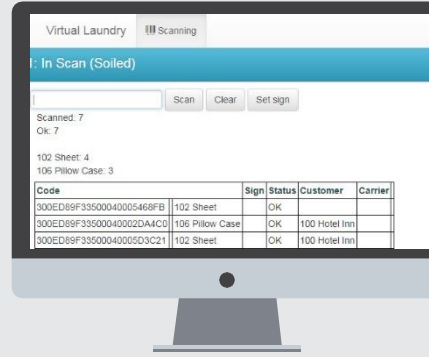 Virtual Laundry Scanning
: In Scan (Soiled)
Scan Clear Set sign
Scanned: 7
Ok: 7
102 Sheet: 4
106 Pillow Case: 3
Code Sign Status Customer Carrier
300ED89F33500040005468FB 102 Sheet OK
300ED89F33500040002DA4C0 106 Pillow Case OK 100 Hotel Inn
300ED89F33500040005D3C21 102 Sheet OK 100 Hotel Inn